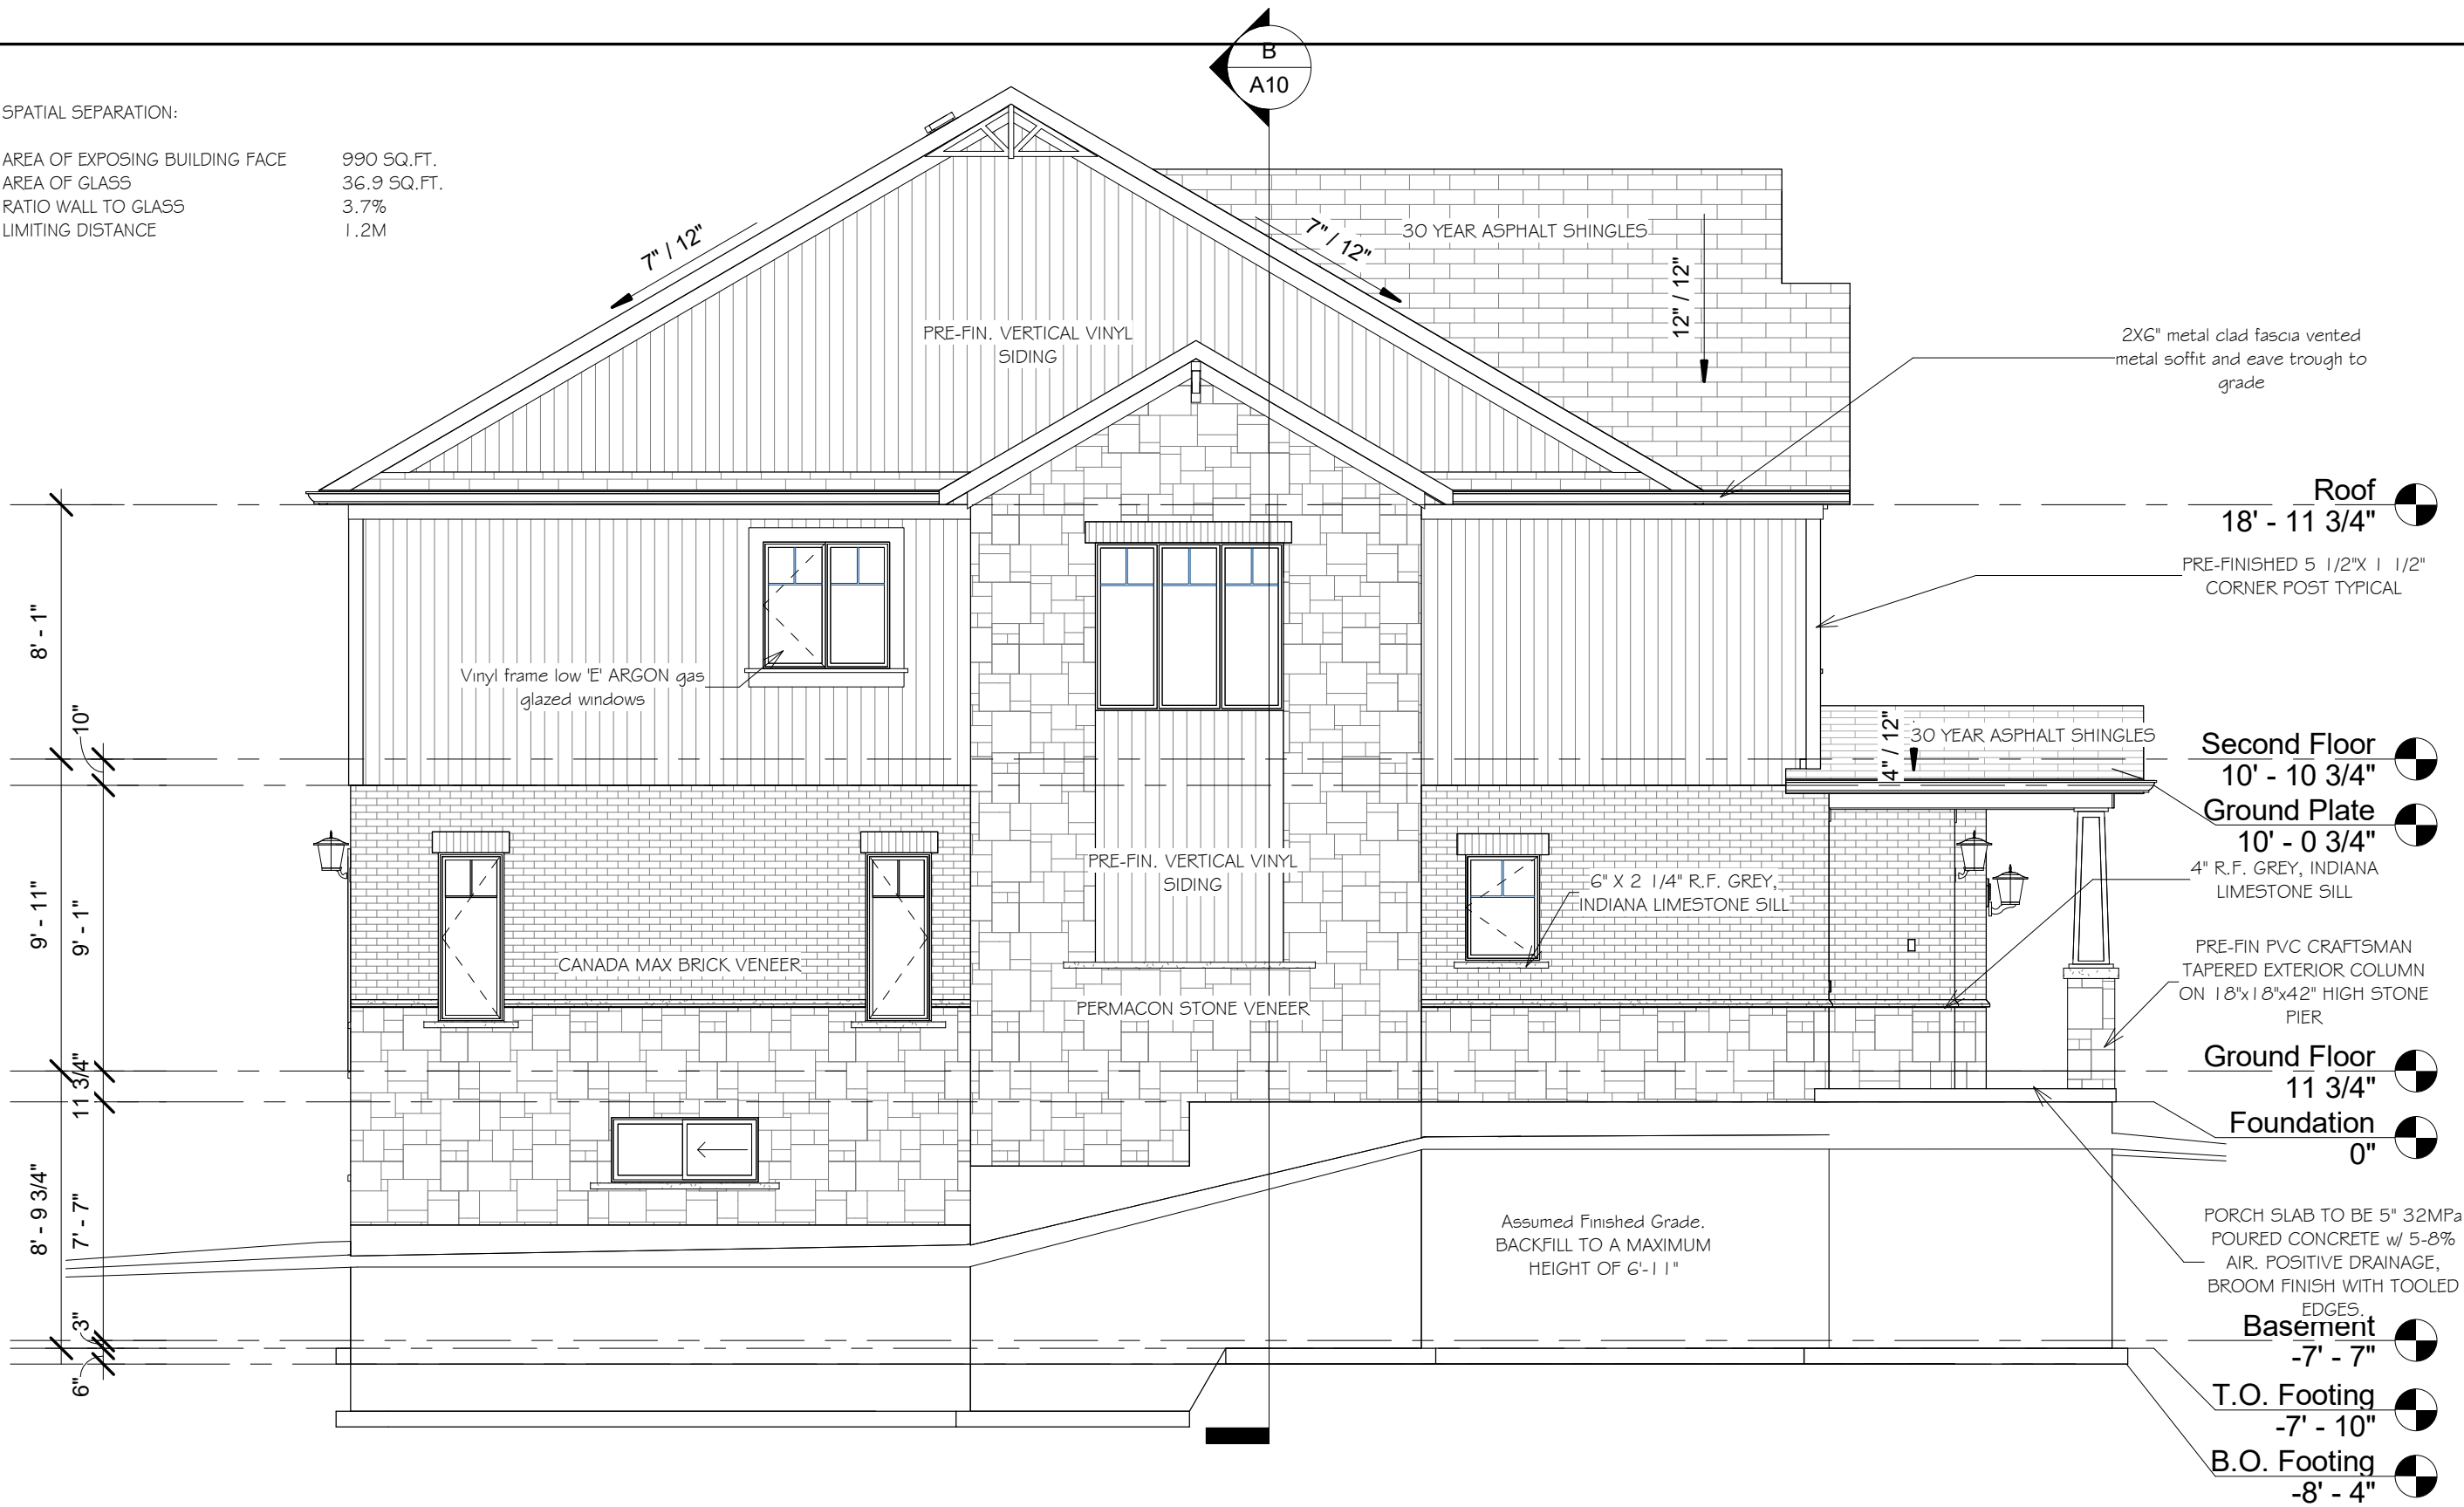 B
A10
SPATIAL SEPARATION:
AREA OF EXPOSING BUILDING FACE 990 SQ.FT.
AREA OF GLASS 36.9 SQ.FT.
RATIO WALL TO GLASS 3.7%
LIMITING DISTANCE 1.2M
7" / 12"
7" / 12"
30 YEAR ASPHALT SHINGLES
12" / 12"
PRE-FIN. VERTICAL VINYL
SIDING
2X6" metal clad fascia vented
metal soffit and eave trough to
grade
Roof
18' - 11 3/4"
PRE-FINISHED 5 1/2"X 1 1/2"
CORNER POST TYPICAL
8' - 1"
Vinyl frame low 'E' ARGON gas
glazed windows
10"
4" / 12"
30 YEAR ASPHALT SHINGLES
Second Floor
10' - 10 3/4"
Ground Plate
10' - 0 3/4"
4" R.F. GREY, INDIANA
LIMESTONE SILL
PRE-FIN. VERTICAL VINYL
SIDING
6" X 2 1/4" R.F. GREY,
INDIANA LIMESTONE SILL
9' - 11"
9' - 1"
CANADA MAX BRICK VENEER
PERMACON STONE VENEER
PRE-FIN PVC CRAFTSMAN
TAPERED EXTERIOR COLUMN
ON 18"x18"x42" HIGH STONE
PIER
Ground Floor
11 3/4"
11 3/4"
Foundation
0"
8' - 9 3/4"
7' - 7"
Assumed Finished Grade.
BACKFILL TO A MAXIMUM
HEIGHT OF 6'-11"
PORCH SLAB TO BE 5" 32MPa
POURED CONCRETE w/ 5-8%
AIR. POSITIVE DRAINAGE,
BROOM FINISH WITH TOOLED
EDGES.
3"
6"
Basement
-7' - 7"
T.O. Footing
-7' - 10"
B.O. Footing
-8' - 4"